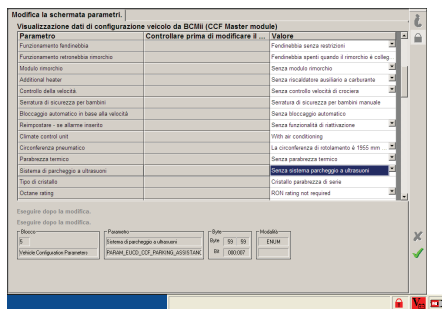 Modifica la schermata parametri.
Visualizzazione dati di configurazione veicolo da BCMii (CCF Master module)
Parametro Controllare prima di modificare il ... Valore
Funzionamento fendinebbia Fendinebbia senza restrizioni
Funzionamento retronebbia rimorchio Fendinebbia spenti quando il rimorchio è colleg
Modulo rimorchio Senza modulo rimorchio
Additional heater Senza riscaldatore ausiliario a carburante
Controllo della velocità Senza controllo velocità di crociera
Serratura di sicurezza per bambini Serratura di sicurezza per bambini manuale
Bloccaggio automatico in base alla velocità Senza bloccaggio automatico
Reimpostare - se allarme inserito Senza funzionalità di riattivazione
Climate control unit With air conditioning
Circonferenza pneumatico La circonferenza di rotolamento è 1955 mm
Parabrezza termico Senza parabrezza termico
Sistema di parcheggio a ultrasuoni Senza sistema parcheggio a ultrasuoni
Tipo di cristallo Cristallo parabrezza di serie
Octane rating RON rating not required
Eseguire dopo la modifica.
Eseguire dopo la modifica.
Blocco Parametro Byte Modalità
5 Sistema di parcheggio a ultrasuoni Byte 59 59 ENUM
Vehicle Configuration Parameters PARAM_EUCD_CCF_PARKING_ASSISTANC Bit 000:007